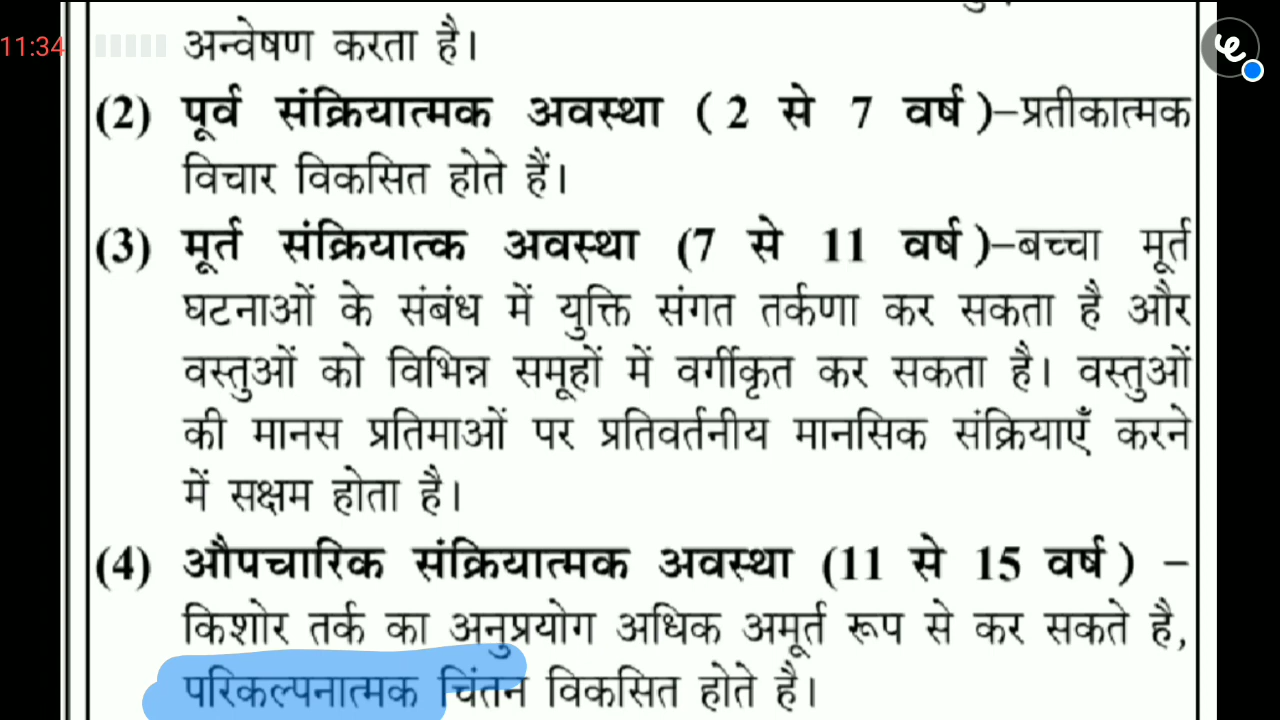 11:34
अन्वेषण करता है।
(2) पूर्व संक्रियात्मक अवस्था ( 2 से 7 वर्ष )–प्रतीकात्मक
विचार विकसित होते हैं।
(3) मूर्त संक्रियात्क अवस्था (7 से 11 वर्ष )–बच्चा मूर्त
घटनाओं के संबंध में युक्ति संगत तर्कणा कर सकता है और
वस्तुओं को विभिन्न समूहों में वर्गीकृत कर सकता है। वस्तुओं
की मानस प्रतिमाओं पर प्रतिवर्तनीय मानसिक संक्रियाएँ करने
में सक्षम होता है।
(4) औपचारिक संक्रियात्मक अवस्था (11 से 15 वर्ष ) –
किशोर तर्क का अनुप्रयोग अधिक अमूर्त रूप से कर सकते है,
परिकल्पनात्मक चिंतन विकसित होते है।